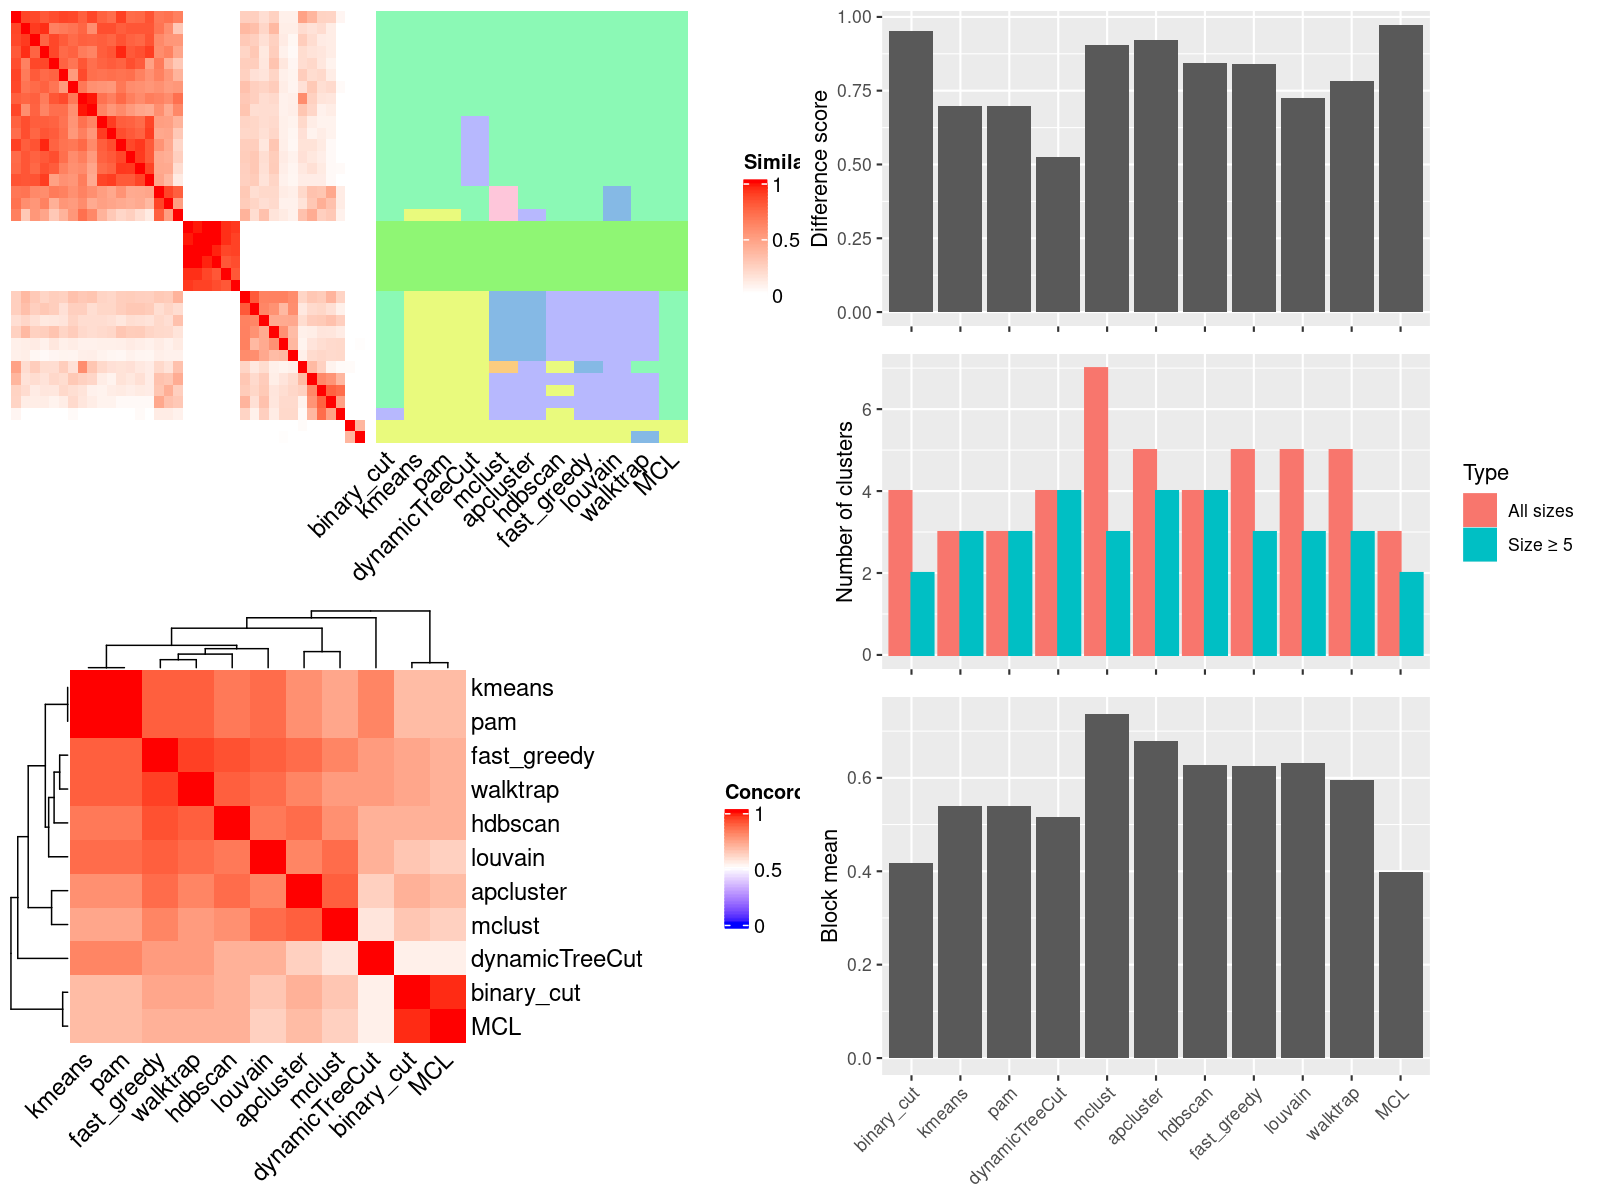 Simila
1
0.5
0
binary_cut
kmeans
pam
dynamicTreeCut
mclust
apcluster
hdbscan
fast_greedy
louvain
walktrap
MCL
kmeans
pam
fast_greedy
walktrap
hdbscan
louvain
apcluster
mclust
dynamicTreeCut
binary_cut
MCL
kmeans
pam
fast_greedy
walktrap
hdbscan
louvain
apcluster
mclust
dynamicTreeCut
binary_cut
MCL
Concord
1
0.5
0
Difference score
1.00
0.75
0.50
0.25
0.00
Number of clusters
6
4
2
0
Type
All sizes
Size ≥ 5
Block mean
0.6
0.4
0.2
0.0
binary_cut
kmeans
pam
dynamicTreeCut
mclust
apcluster
hdbscan
fast_greedy
louvain
walktrap
MCL